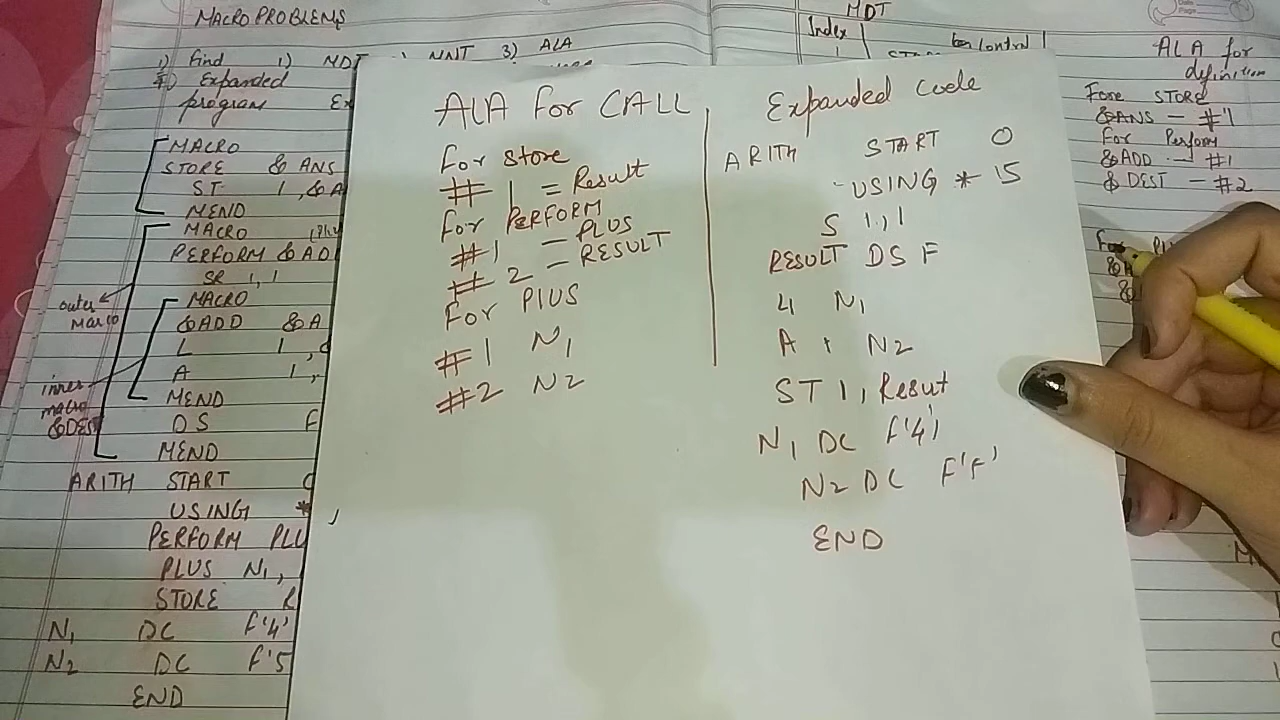 MACRO PROBLEMS
1) find 1) MDT MNT 3) ALA
Expanded
program
MACRO
STORE &ANS
ST 1, &A
MEND
MACRO
PERFORM &AD
SR 1, 1
MACRO
&ADD &A
L 1,
A 1,
MEND
DS F
MEND
outer
macro
inner
macro
&DEST
ARITH START
USING *
PERFORM PLU
PLUS N1,
STORE R
N1 DC F'4'
N2 DC F'5
END
ALA for CALL
for store
# 1 = Result
for PERFORM
#1 - PLUS
# 2 - RESULT
for PlUS
#1 N1
#2 N2
Expanded code
ARITH START 0
USING * 15
S 1, 1
RESULT DS F
4 N1
A 1 N2
ST 1, Resut
N1 DC F'4'
N2 DC F'F'
END
MDT
Index
1
ALA for
definition
Fore STORE
&ANS - #1
For Perform
&ADD - #1
&DEST - #2